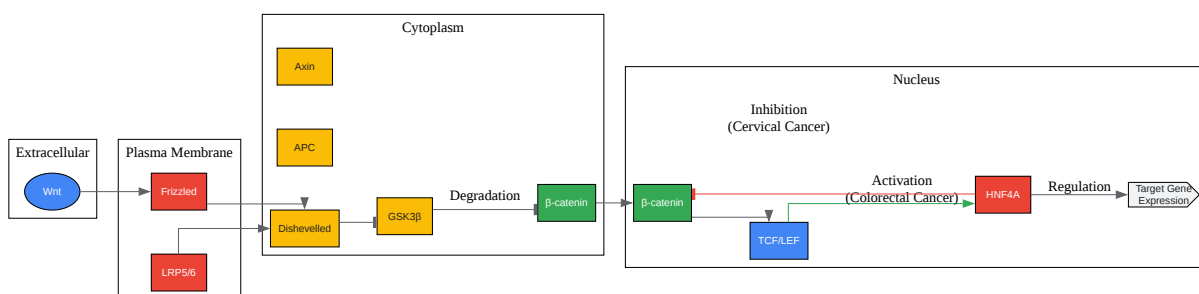 Extracellular
Wnt
Plasma Membrane
Frizzled
LRP5/6
Cytoplasm
Axin
APC
Dishevelled
GSK3β
Degradation
β-catenin
Nucleus
Inhibition
(Cervical Cancer)
β-catenin
TCF/LEF
Activation
(Colorectal Cancer)
HNF4A
Regulation
Target Gene
Expression